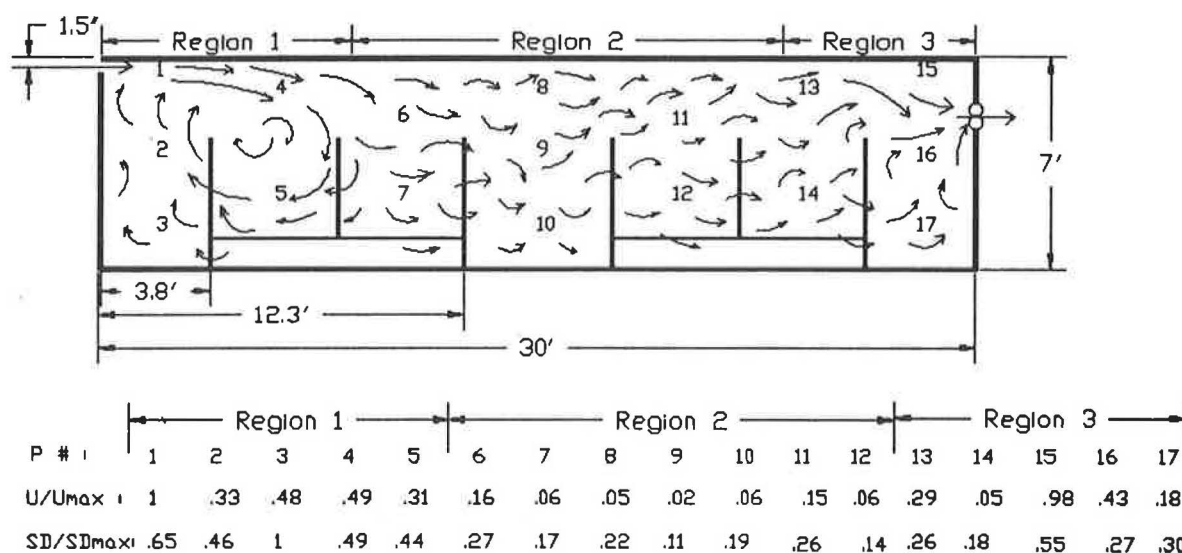 1.5'
Region 1 Region 2 Region 3
1 15
4 8 13
6 11
2 9 16
5 7 12 14
3 10 17
7'
3.8'
12.3'
30'
Region 1 Region 2 Region 3
P # : 1 2 3 4 5 6 7 8 9 10 11 12 13 14 15 16 17
U/Umax : 1 .33 .48 .49 .31 .16 .06 .05 .02 .06 .15 .06 .29 .05 .98 .43 .18
SD/SDmax: .65 .46 1 .49 .44 .27 .17 .22 .11 .19 .26 .14 .26 .18 .55 .27 .30